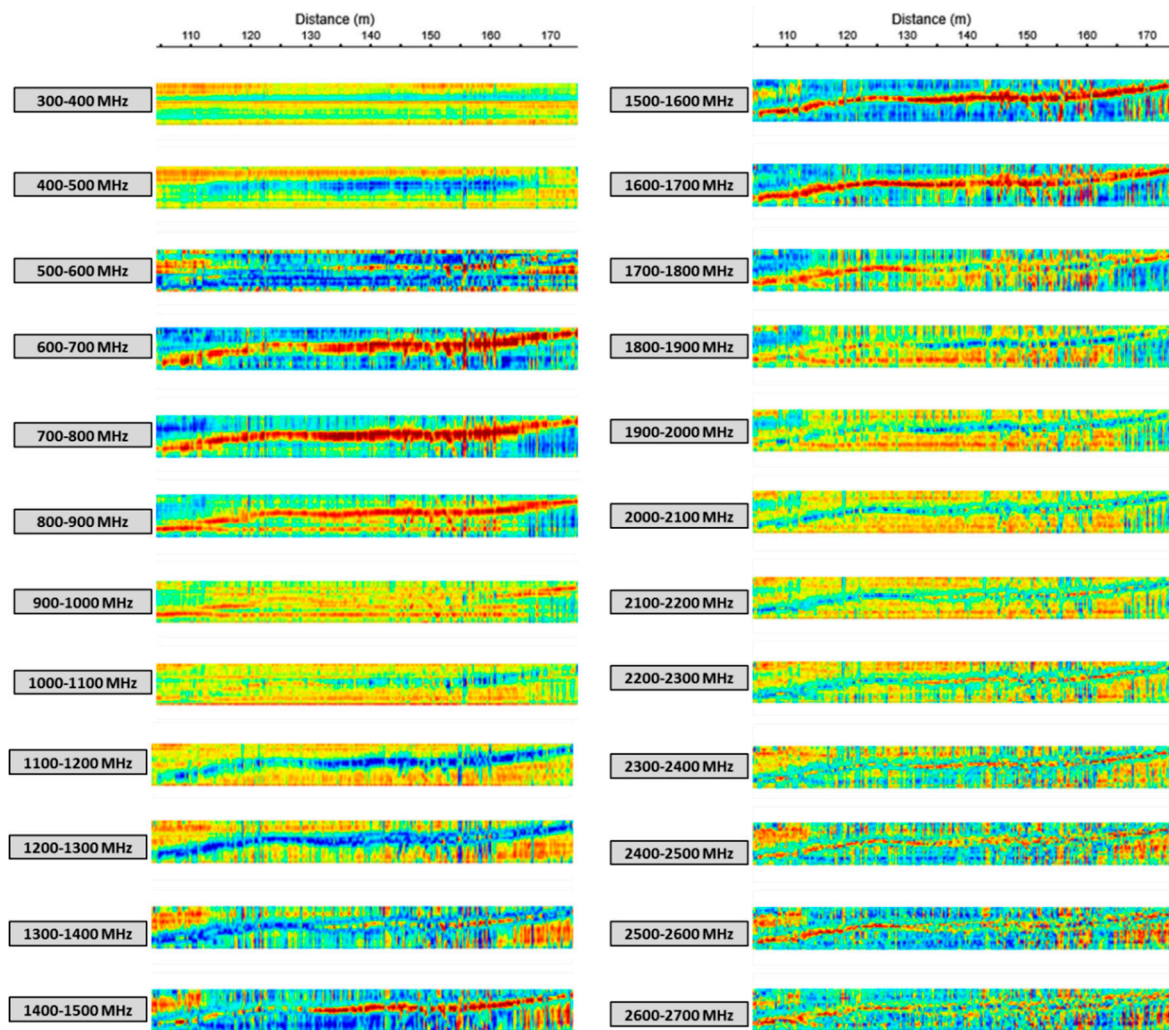 Distance (m)
110 120 130 140 150 160 170
300-400 MHz
400-500 MHz
500-600 MHz
600-700 MHz
700-800 MHz
800-900 MHz
900-1000 MHz
1000-1100 MHz
1100-1200 MHz
1200-1300 MHz
1300-1400 MHz
1400-1500 MHz
Distance (m)
110 120 130 140 150 160 170
1500-1600 MHz
1600-1700 MHz
1700-1800 MHz
1800-1900 MHz
1900-2000 MHz
2000-2100 MHz
2100-2200 MHz
2200-2300 MHz
2300-2400 MHz
2400-2500 MHz
2500-2600 MHz
2600-2700 MHz